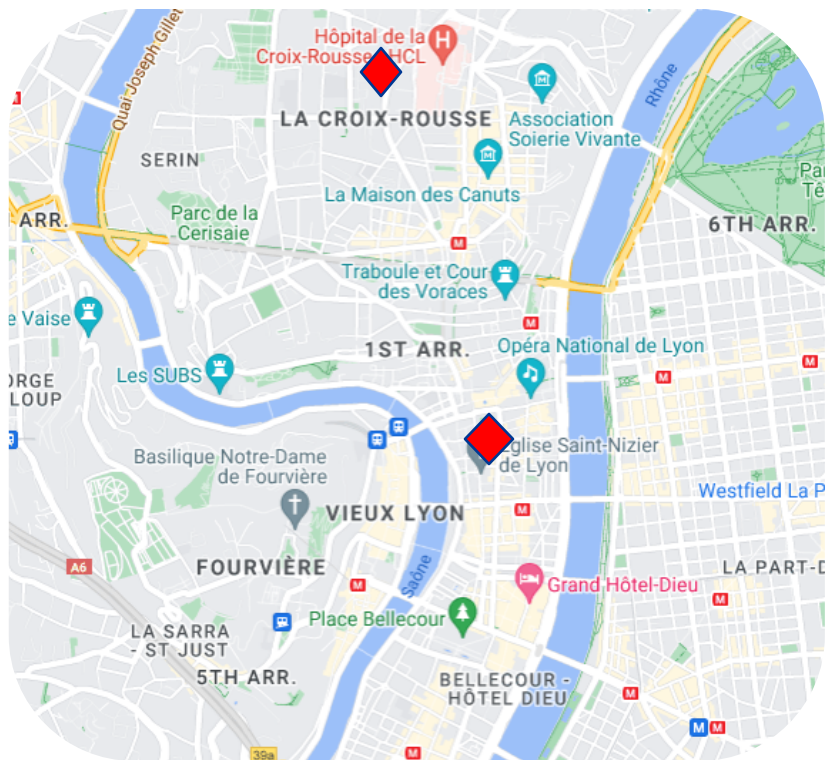 Quai Joseph Gillet
Hôpital de la
Croix-Rousse HCL
H
Rhône
LA CROIX-ROUSSE
Association
Soierie Vivante
SERIN
La Maison des Canuts
Parc de la
Cerisaie
ARR.
6TH ARR.
M
Traboule et Cour
des Voraces
e Vaise
M
1ST ARR.
Opéra National de Lyon
M
M
Les SUBS
ORGE
LOUP
Basilique Notre-Dame
de Fourvière
Eglise Saint-Nizier
de Lyon
Westfield La P
VIEUX LYON
M
A6
FOURVIÈRE
Saône
M
Grand Hôtel-Dieu
LA PART-D
M
Place Bellecour
LA SARRA
- ST JUST
5TH ARR.
BELLECOUR -
HÔTEL DIEU
M
M
M
M
39a